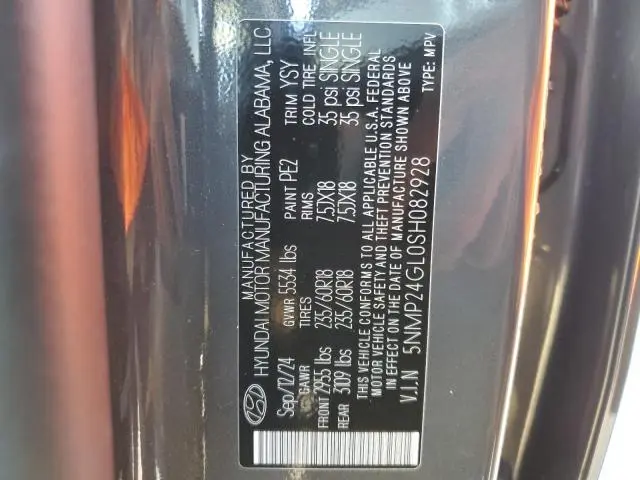 MANUFACTURED BY
HYUNDAI MOTOR MANUFACTURING ALABAMA, LLC
Sep/12/24 GVWR 5534 lbs PAINT PE2 TRIM YSY
GAWR TIRES RIMS COLD TIRE INFL
FRONT 2955 lbs 235/60R18 7.5JX18 35 psi SINGLE
REAR 3109 lbs 235/60R18 7.5JX18 35 psi SINGLE
THIS VEHICLE CONFORMS TO ALL APPLICABLE U.S.A. FEDERAL
MOTOR VEHICLE SAFETY AND THEFT PREVENTION STANDARDS
IN EFFECT ON THE DATE OF MANUFACTURE SHOWN ABOVE
V.I.N 5NMP24GL0SH082928 TYPE: MPV